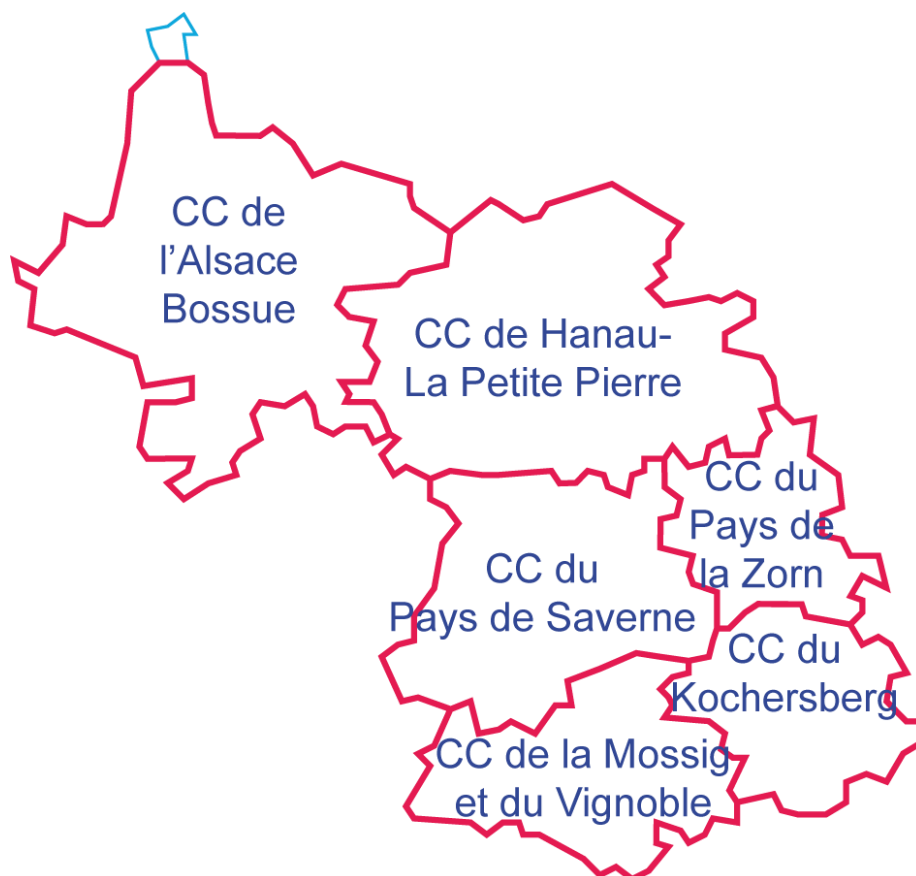 CC de
l’Alsace
Bossue
CC de Hanau-
La Petite Pierre
CC du
Pays de
la Zorn
CC du
Pays de Saverne
CC du
Kochersberg
CC de la Mossig
et du Vignoble